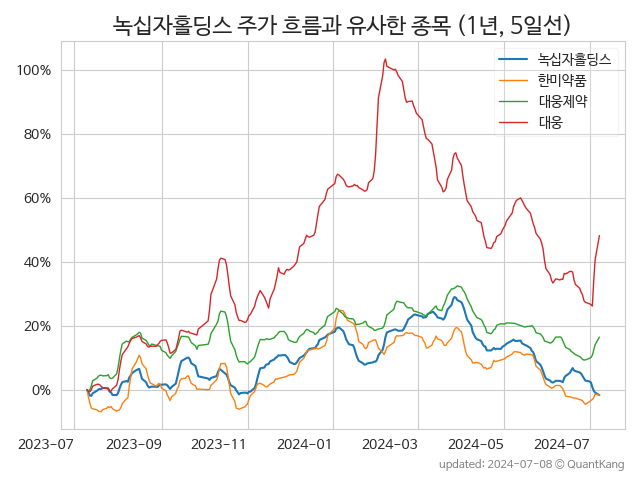 녹십자홀딩스 주가 흐름과 유사한 종목 (1년, 5일선)
녹십자홀딩스
한미약품
대웅제약
대웅
100%
80%
60%
40%
20%
0%
2023-07 2023-09 2023-11 2024-01 2024-03 2024-05 2024-07
updated: 2024-07-08 © QuantKang